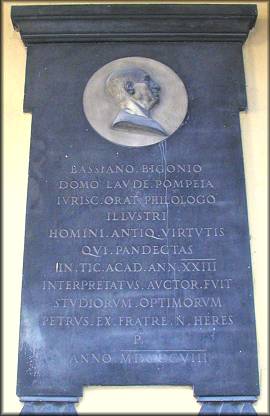 BASSIANO. BIGONIO
DOMO LAVDE. POMPEIA
IVRISC. ORAT. PHILOLOGO
ILLVSTRI
HOMINI. ANTIQ. VIRTVTIS
QVI. PANDECTAS
IN. TIC. ACAD. ANN. XXIII
INTERPRETATVS. AVCTOR. FVIT
STVDIORVM. OPTIMORVM
PETRVS. EX. FRATRE. N. HERES
P.
ANNO